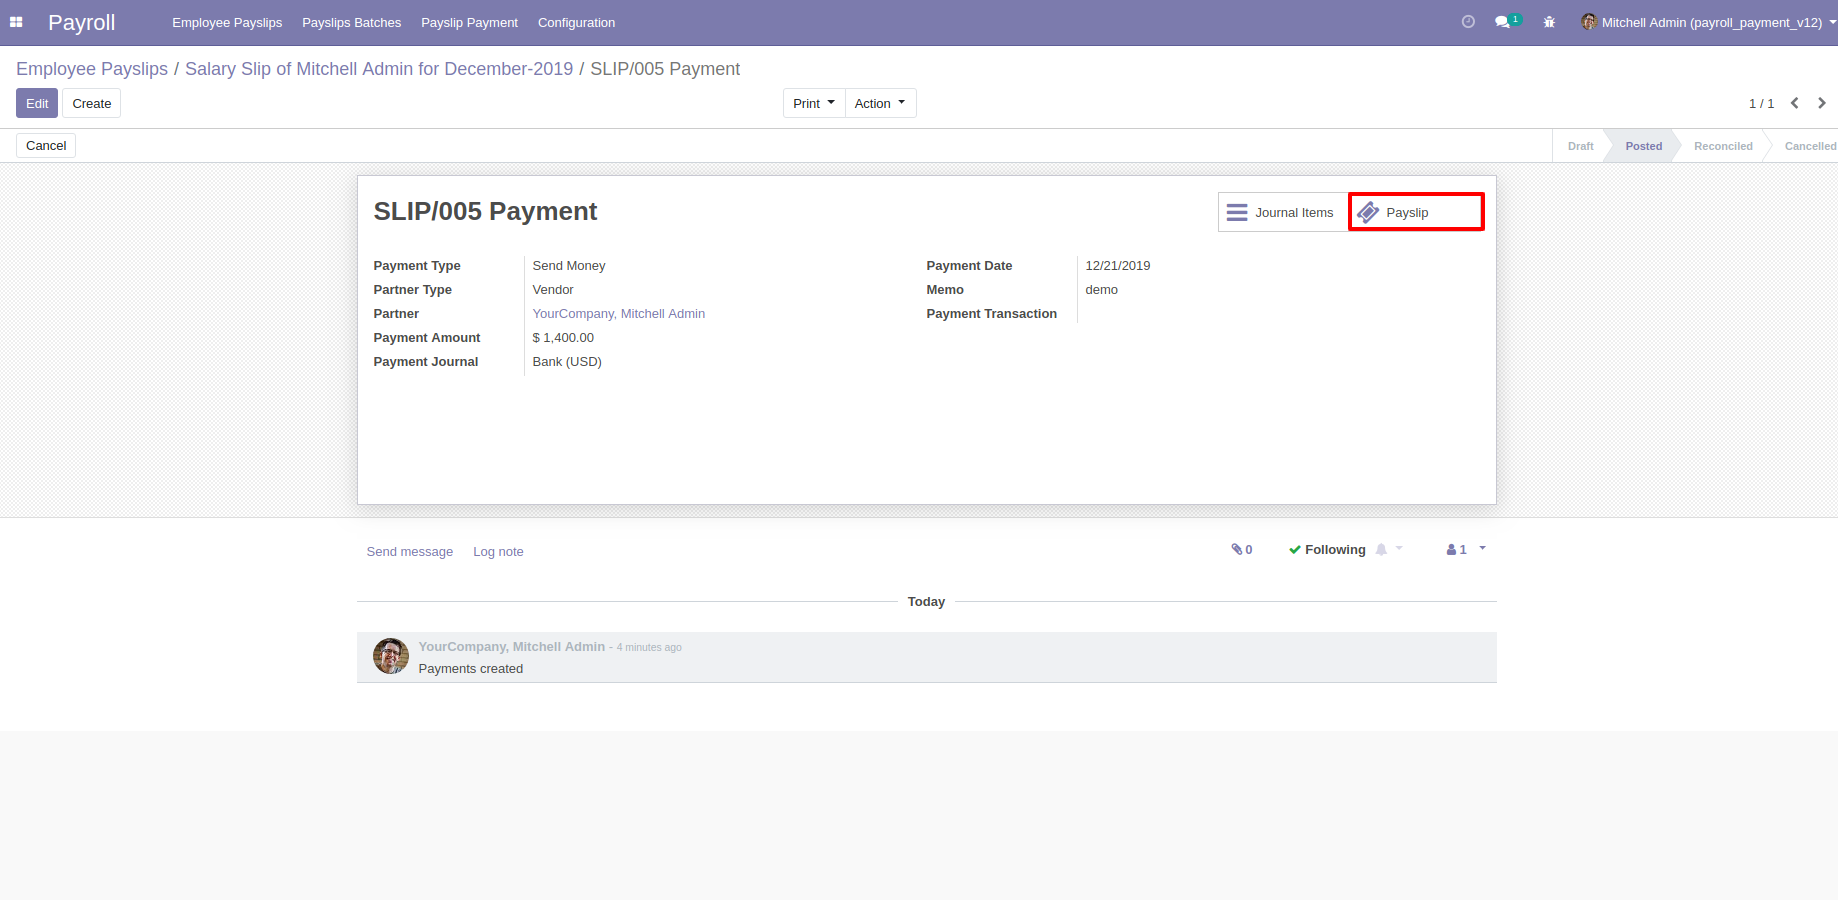 Payroll Employee Payslips Payslips Batches Payslip Payment Configuration 1 Mitchell Admin (payroll_payment_v12)
Employee Payslips / Salary Slip of Mitchell Admin for December-2019 / SLIP/005 Payment
Edit Create Print Action 1 / 1
Cancel Draft Posted Reconciled Cancelled
SLIP/005 Payment Journal Items Payslip
Payment Type Send Money Payment Date 12/21/2019
Partner Type Vendor Memo demo
Partner YourCompany, Mitchell Admin Payment Transaction
Payment Amount $ 1,400.00
Payment Journal Bank (USD)
Send message Log note 0 Following 1
Today
YourCompany, Mitchell Admin - 4 minutes ago
Payments created